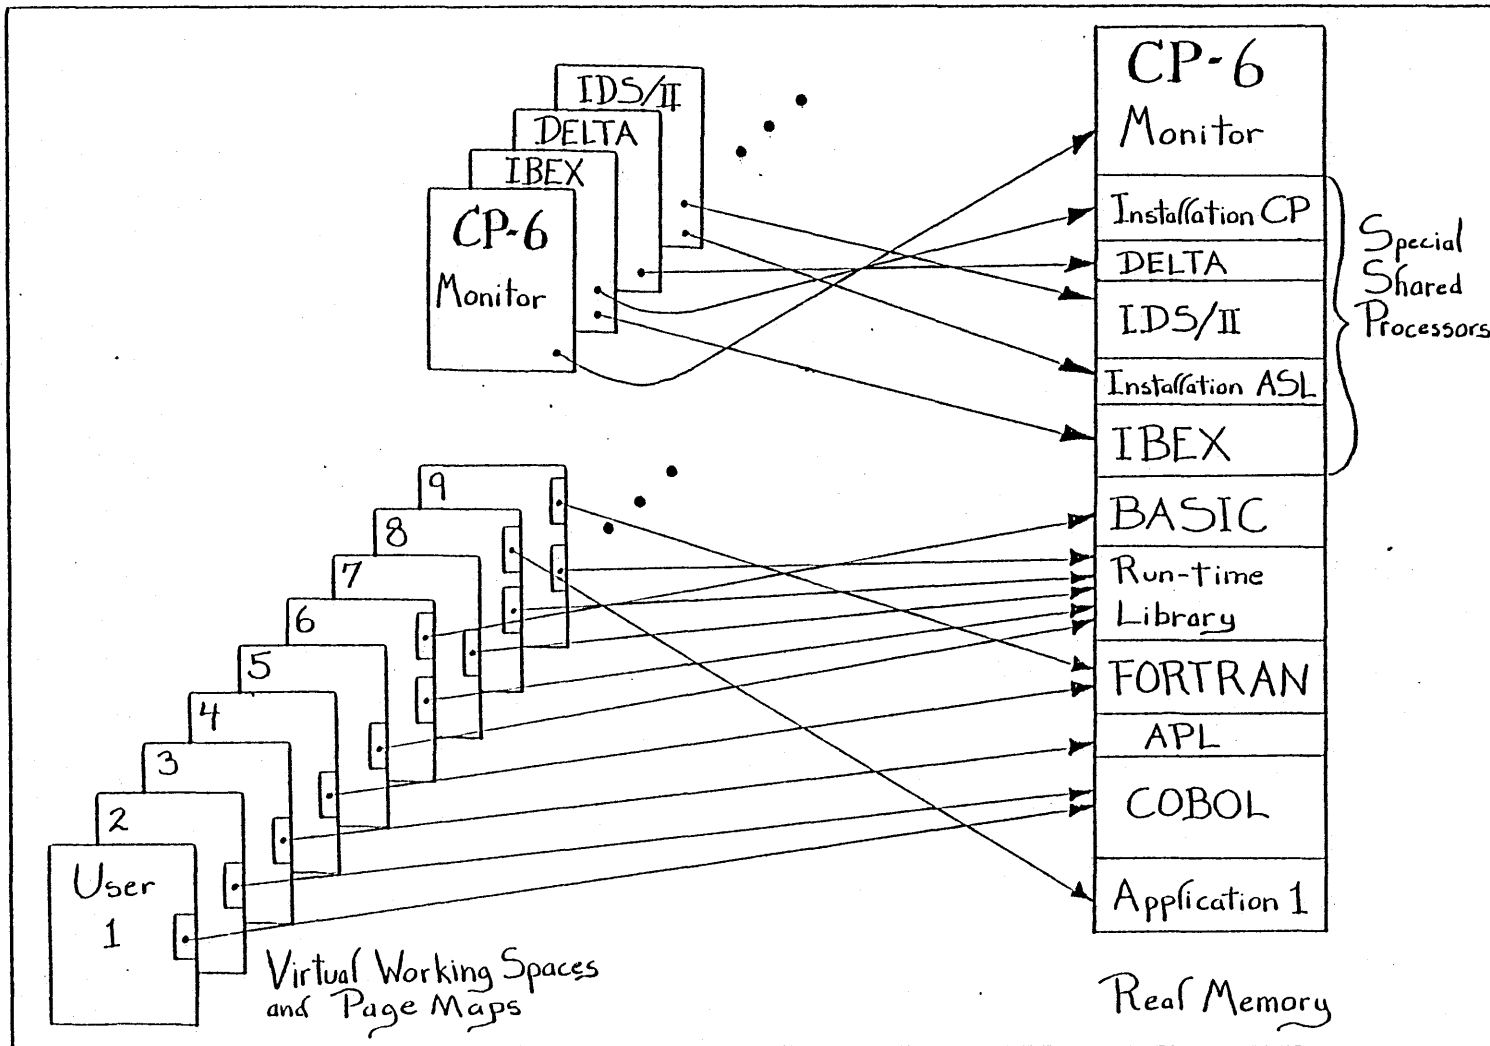 IDS/II
DELTA
IBEX
CP-6
Monitor
CP-6
Monitor
Installation CP
DELTA
IDS/II
Installation ASL
IBEX
BASIC
Run-time
Library
FORTRAN
APL
COBOL
Application 1
Special
Shared
Processors
9
8
7
6
5
4
3
2
User
1
Virtual Working Spaces
and Page Maps
Real Memory